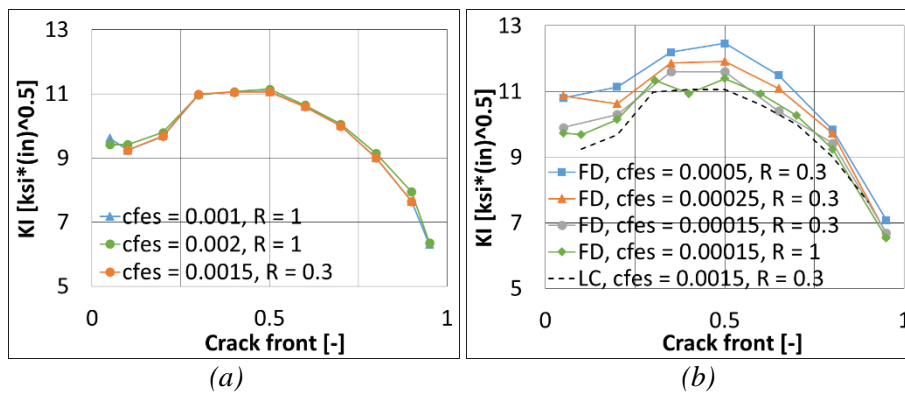 13
11
9
7
5
KI [ksi*(in)^0.5]
cfes = 0.001, R = 1
cfes = 0.002, R = 1
cfes = 0.0015, R = 0.3
0 0.5 1
Crack front [-]
(a)
13
11
9
7
5
KI [ksi*(in)^0.5]
FD, cfes = 0.0005, R = 0.3
FD, cfes = 0.00025, R = 0.3
FD, cfes = 0.00015, R = 0.3
FD, cfes = 0.00015, R = 1
LC, cfes = 0.0015, R = 0.3
0 0.5 1
Crack front [-]
(b)